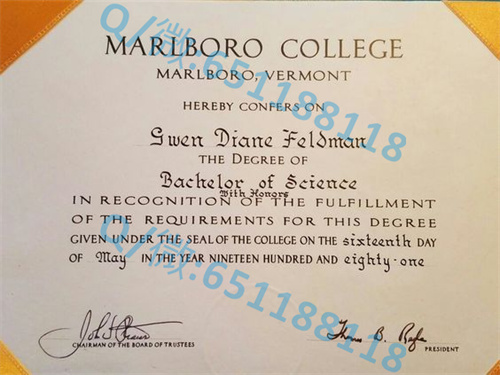 MARLBORO COLLEGE
MARLBORO, VERMONT
HEREBY CONFERS ON
Gwen Diane Feldman
THE DEGREE OF
Bachelor of Science
With Honors
IN RECOGNITION OF THE FULFILLMENT
OF THE REQUIREMENTS FOR THIS DEGREE
GIVEN UNDER THE SEAL OF THE COLLEGE ON THE sixteenth DAY
OF May IN THE YEAR NINETEEN HUNDRED AND eighty-one
CHAIRMAN OF THE BOARD OF TRUSTEES
PRESIDENT
Q/微:651188118
Q/微:651188118